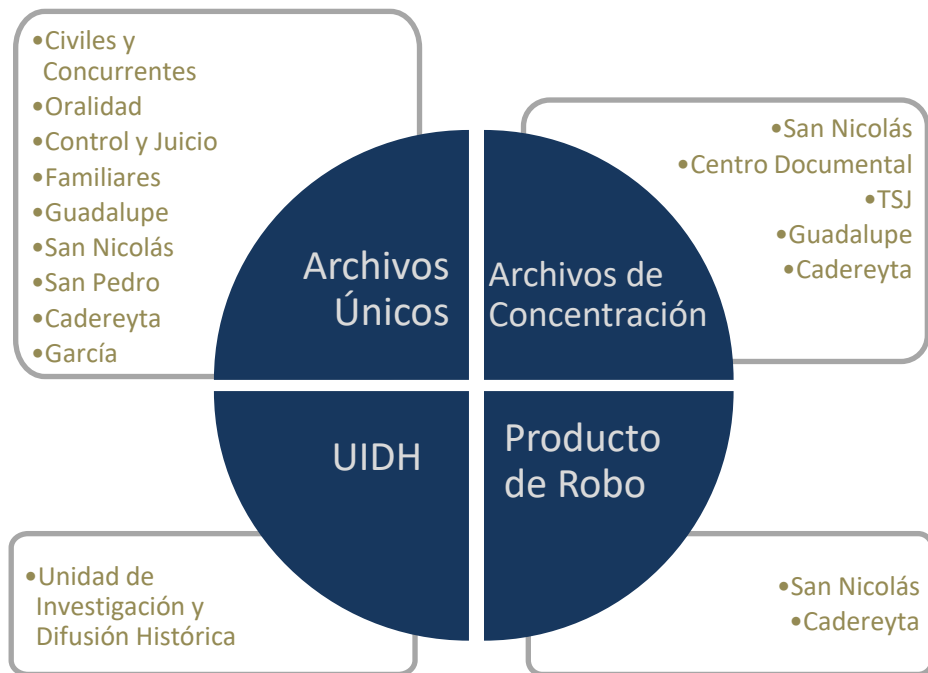 •Civiles y
Concurrentes
•Oralidad
•Control y Juicio
•Familiares
•Guadalupe
•San Nicolás
•San Pedro
•Cadereyta
•García
•San Nicolás
•Centro Documental
•TSJ
•Guadalupe
•Cadereyta
Archivos
Únicos
Archivos de
Concentración
UIDH
Producto
de Robo
•Unidad de
Investigación y
Difusión Histórica
•San Nicolás
•Cadereyta